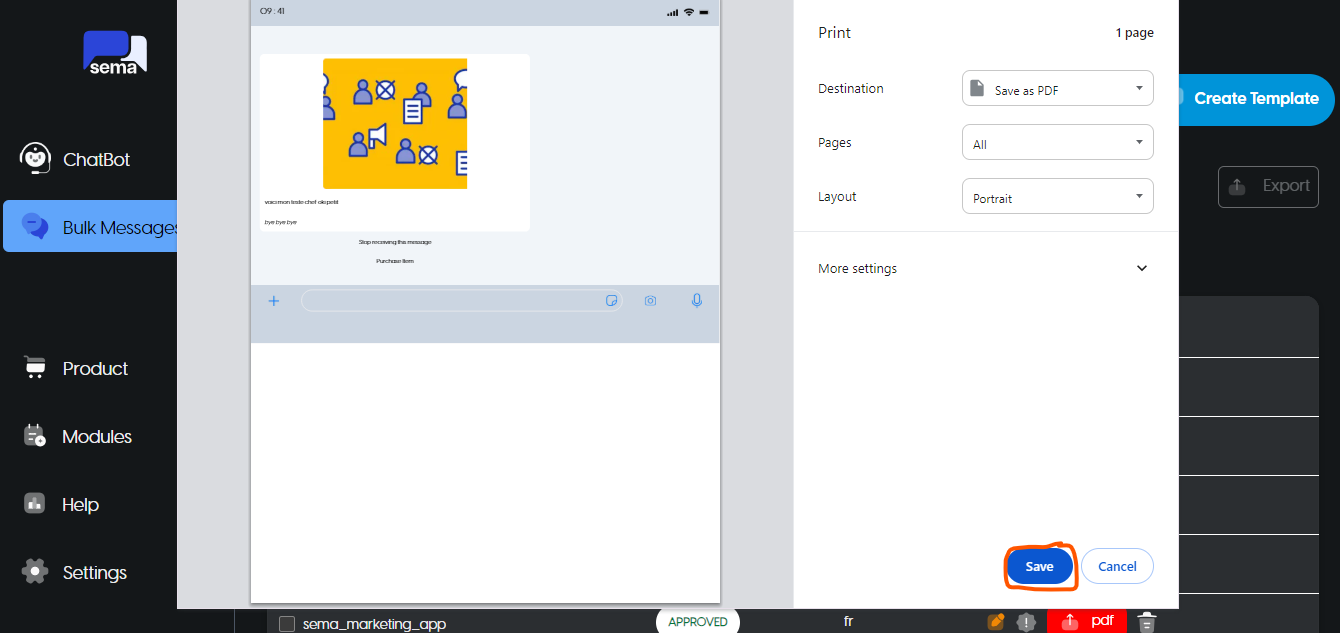 09:41
Print
1 page
sema
Destination
Save as PDF
Create Template
Pages
All
ChatBot
Export
Layout
Portrait
voici mon teste chef okpetit
Bulk Messages
bye bye bye
Stop receiving this message
Purchase Item
More settings
Product
Modules
Help
Save
Cancel
Settings
sema_marketing_app
APPROVED
fr
pdf